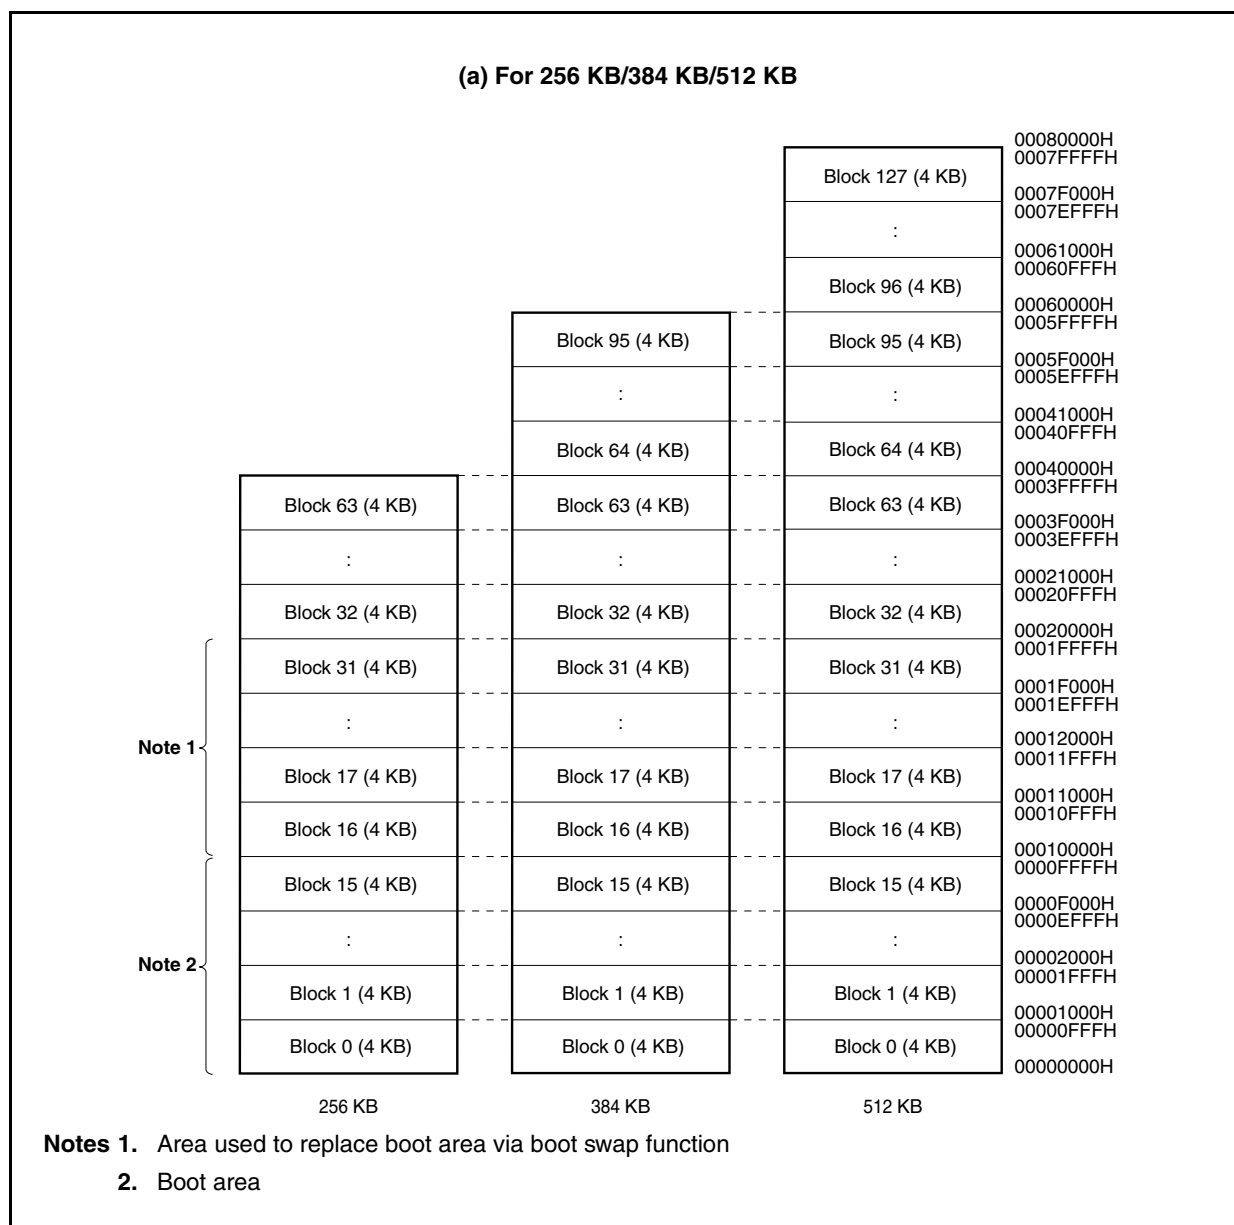 (a) For 256 KB/384 KB/512 KB
00080000H
0007FFFFH
Block 127 (4 KB)
0007F000H
0007EFFFH
:
00061000H
00060FFFH
Block 96 (4 KB)
00060000H
0005FFFFH
Block 95 (4 KB) Block 95 (4 KB)
0005F000H
0005EFFFH
: :
00041000H
00040FFFH
Block 64 (4 KB) Block 64 (4 KB)
00040000H
0003FFFFH
Block 63 (4 KB) Block 63 (4 KB) Block 63 (4 KB)
0003F000H
0003EFFFH
: : :
00021000H
00020FFFH
Block 32 (4 KB) Block 32 (4 KB) Block 32 (4 KB)
00020000H
0001FFFFH
Block 31 (4 KB) Block 31 (4 KB) Block 31 (4 KB)
0001F000H
0001EFFFH
: : :
Note 1
00012000H
00011FFFH
Block 17 (4 KB) Block 17 (4 KB) Block 17 (4 KB)
00011000H
00010FFFH
Block 16 (4 KB) Block 16 (4 KB) Block 16 (4 KB)
00010000H
0000FFFFH
Block 15 (4 KB) Block 15 (4 KB) Block 15 (4 KB)
0000F000H
0000EFFFH
: : :
Note 2
00002000H
00001FFFH
Block 1 (4 KB) Block 1 (4 KB) Block 1 (4 KB)
00001000H
00000FFFH
Block 0 (4 KB) Block 0 (4 KB) Block 0 (4 KB)
00000000H
256 KB 384 KB 512 KB
Notes 1. Area used to replace boot area via boot swap function
2. Boot area